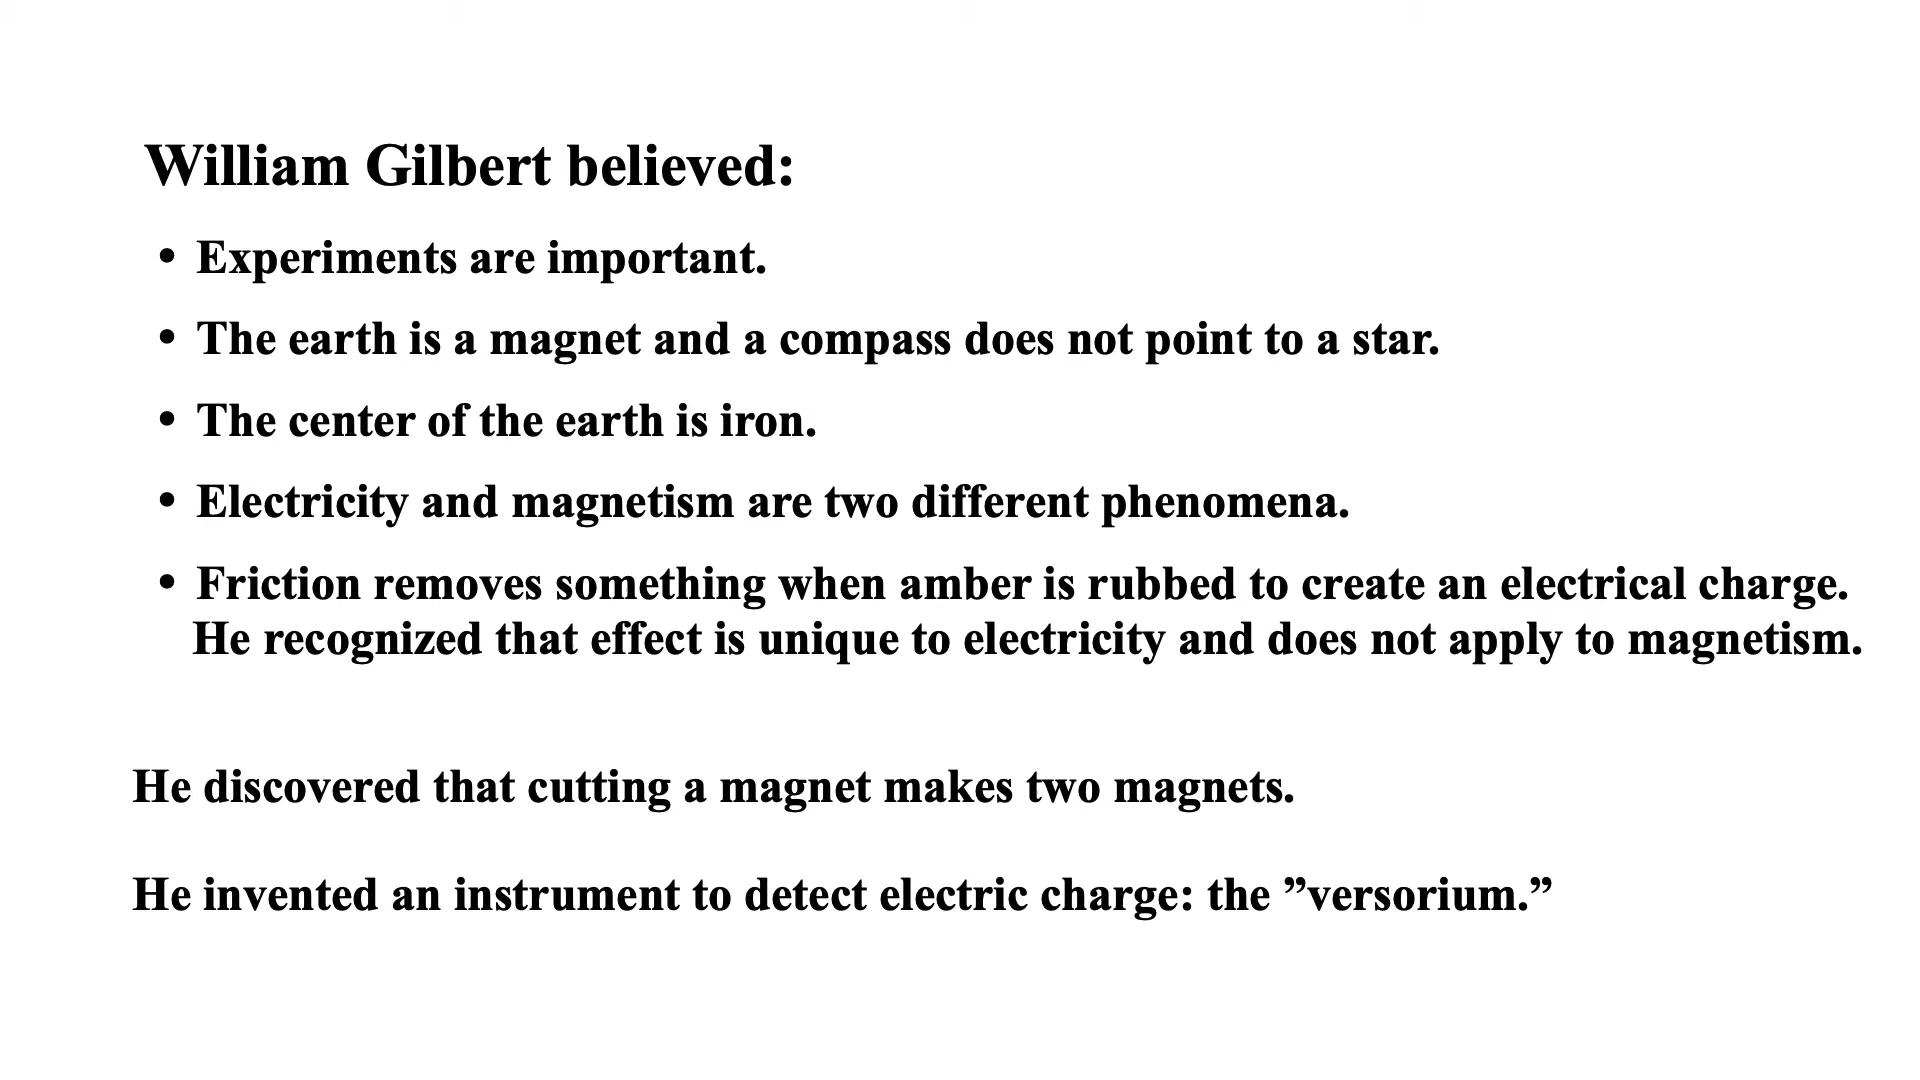 William Gilbert believed:
• Experiments are important.
• The earth is a magnet and a compass does not point to a star.
• The center of the earth is iron.
• Electricity and magnetism are two different phenomena.
• Friction removes something when amber is rubbed to create an electrical charge.
He recognized that effect is unique to electricity and does not apply to magnetism.
He discovered that cutting a magnet makes two magnets.
He invented an instrument to detect electric charge: the ”versorium.”